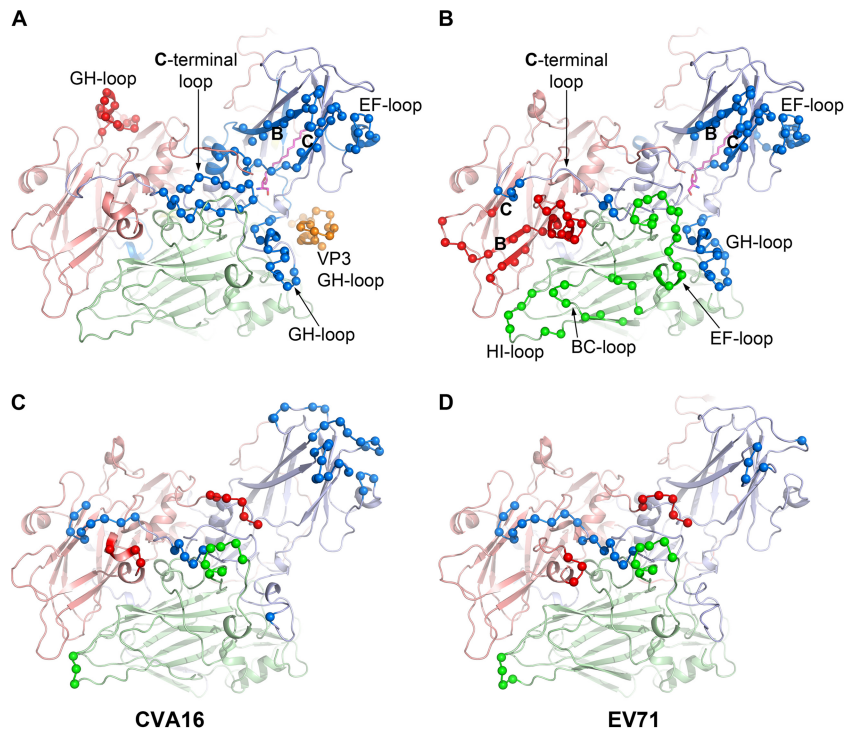 A
B
C-terminal
loop
GH-loop
EF-loop
B
C
VP3
GH-loop
GH-loop
C-terminal
loop
EF-loop
B
C
C
B
GH-loop
HI-loop
BC-loop
EF-loop
C
D
CVA16
EV71